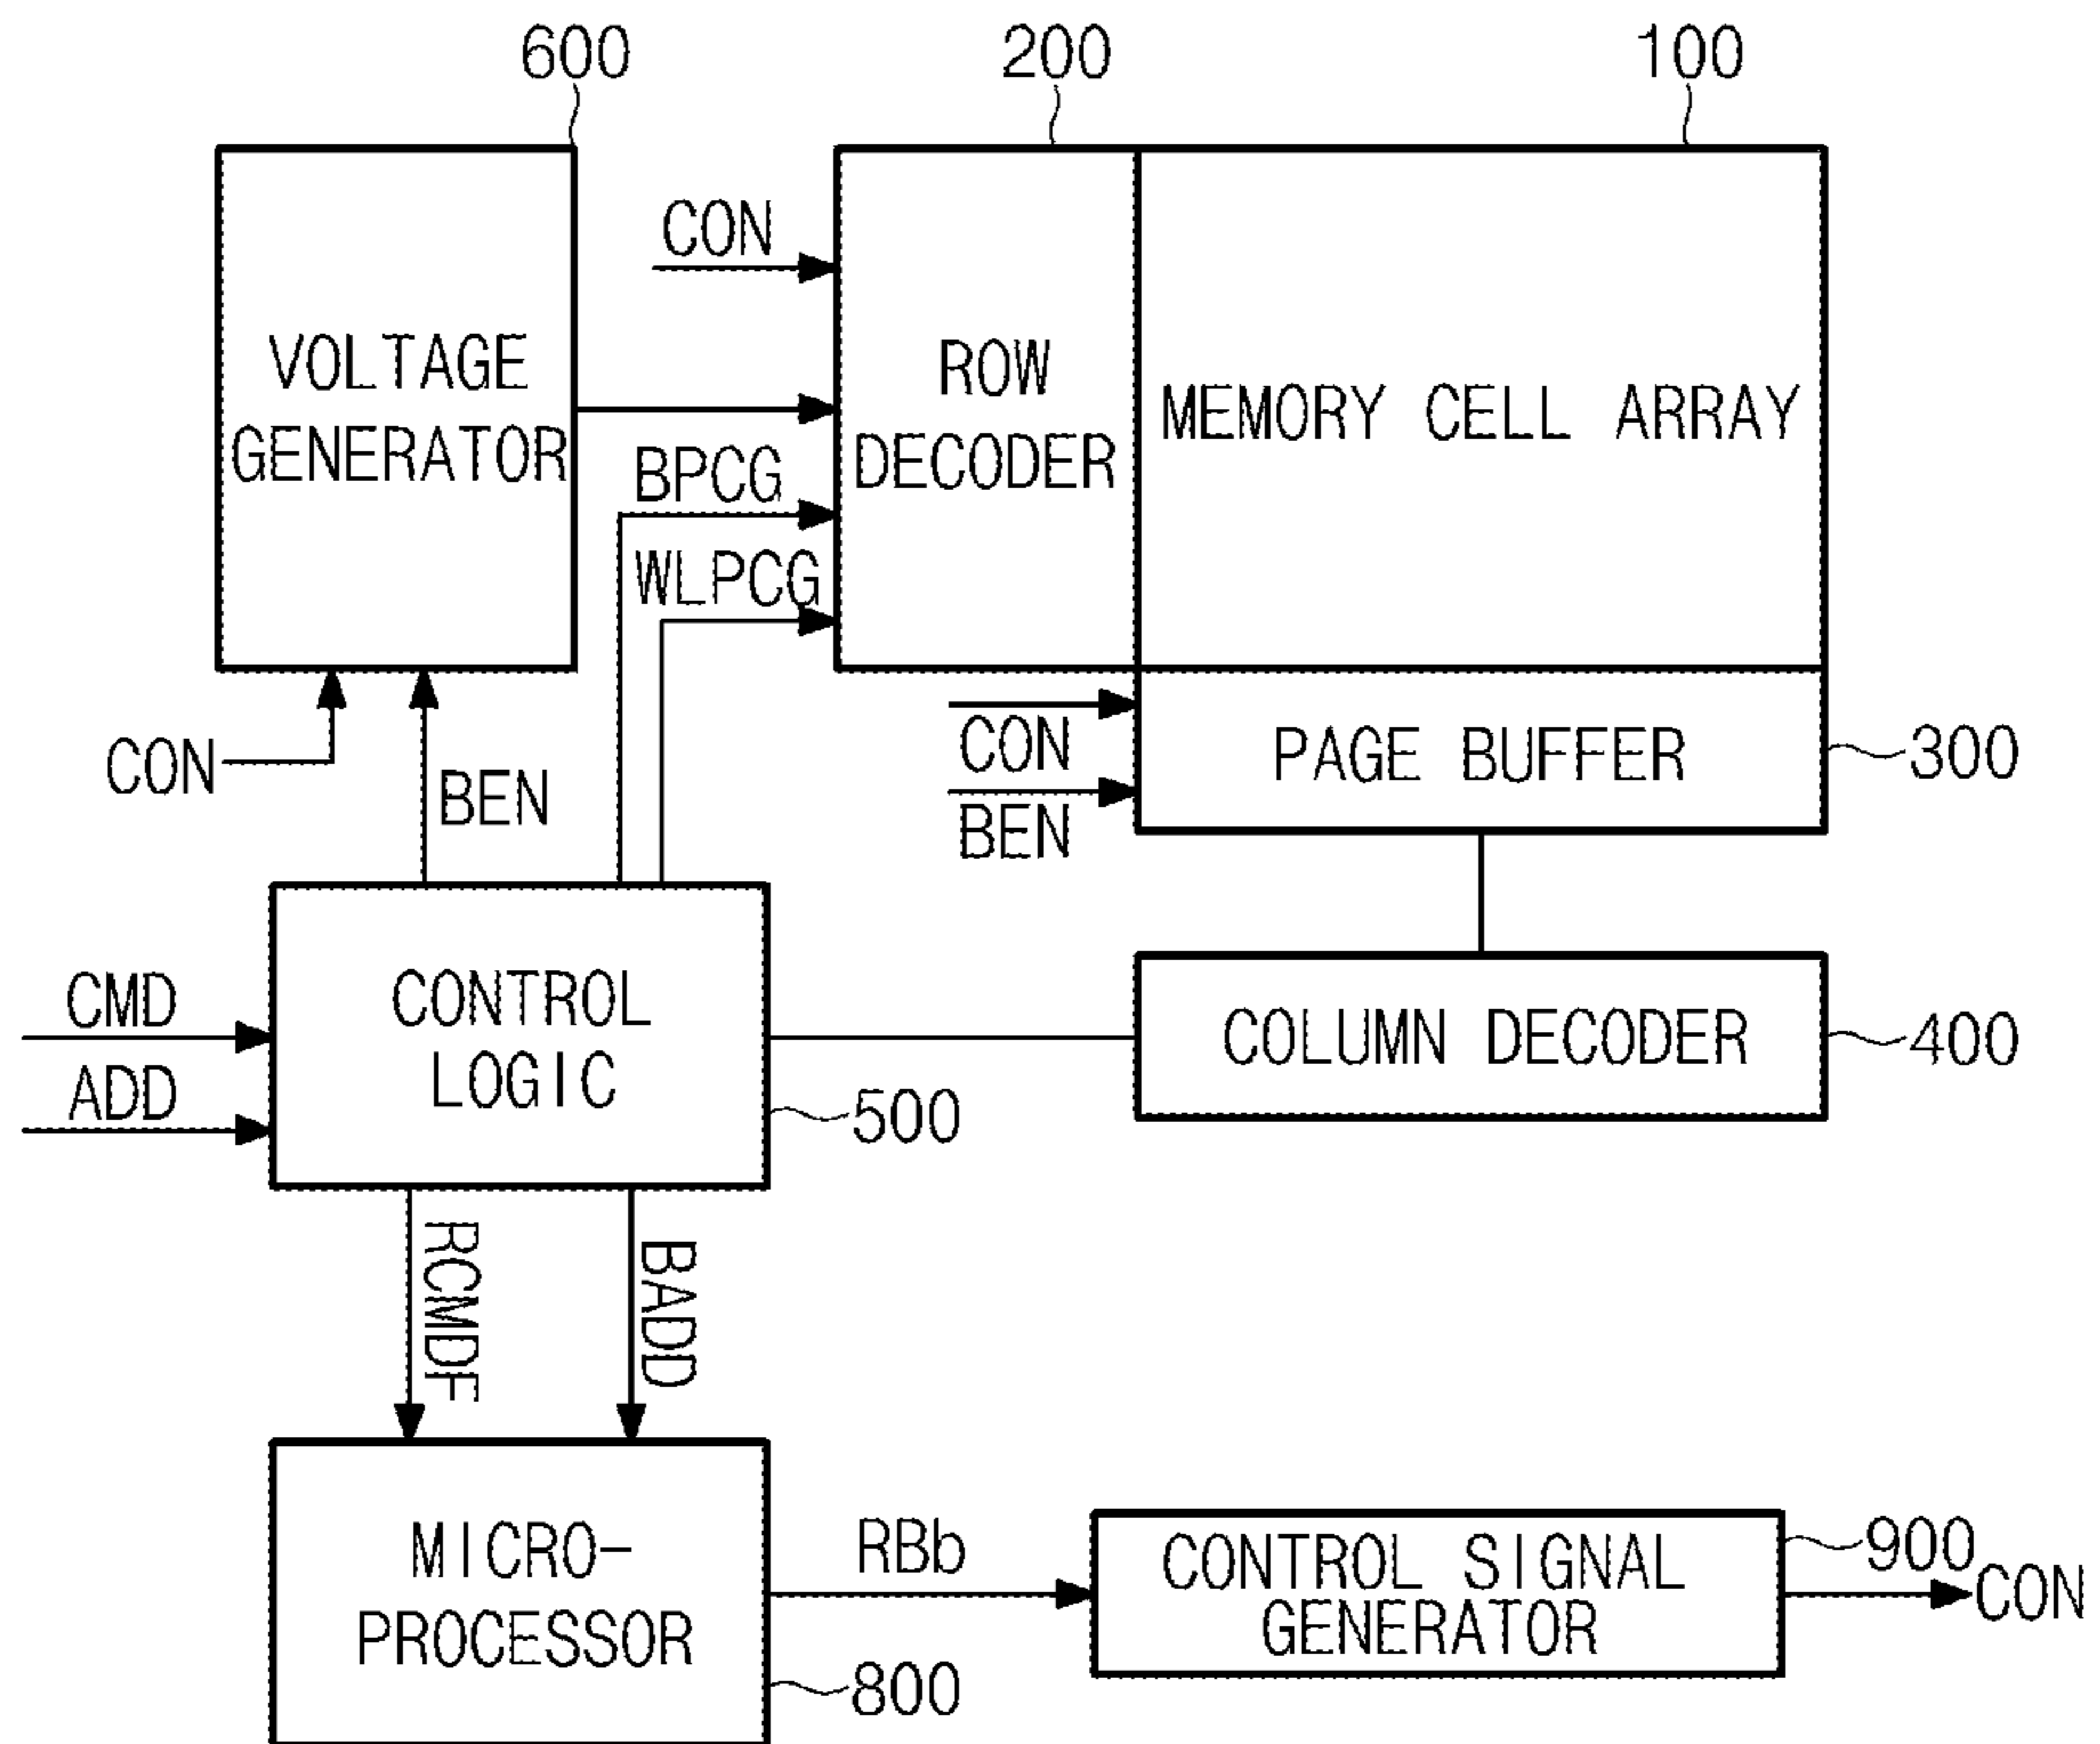 600
200
100
CON
VOLTAGE
GENERATOR
ROW
DECODER
MEMORY CELL ARRAY
BPCG
WLPCG
CON
BEN
CON
BEN
PAGE BUFFER
300
CMD
ADD
CONTROL
LOGIC
500
COLUMN DECODER
400
RCMDF
BADD
MICRO-
PROCESSOR
800
RBb
CONTROL SIGNAL
GENERATOR
900
CON